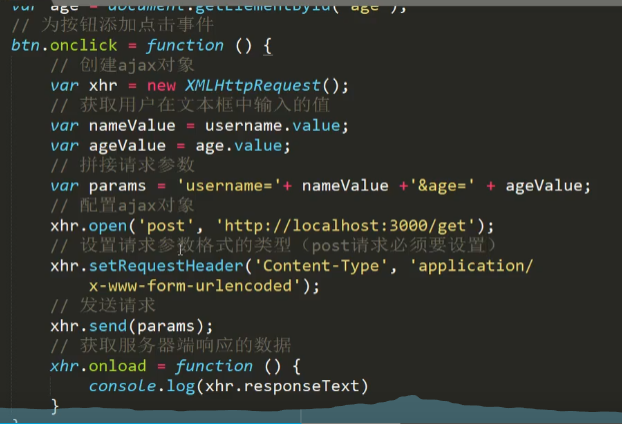 var age = document.getElementById('age');
// 为按钮添加点击事件
btn.onclick = function () {
// 创建ajax对象
var xhr = new XMLHttpRequest();
// 获取用户在文本框中输入的值
var nameValue = username.value;
var ageValue = age.value;
// 拼接请求参数
var params = 'username='+ nameValue +'&age=' + ageValue;
// 配置ajax对象
xhr.open('post', 'http://localhost:3000/get');
// 设置请求参数格式的类型（post请求必须要设置）
xhr.setRequestHeader('Content-Type', 'application/
x-www-form-urlencoded');
// 发送请求
xhr.send(params);
// 获取服务器端响应的数据
xhr.onload = function () {
console.log(xhr.responseText)
}